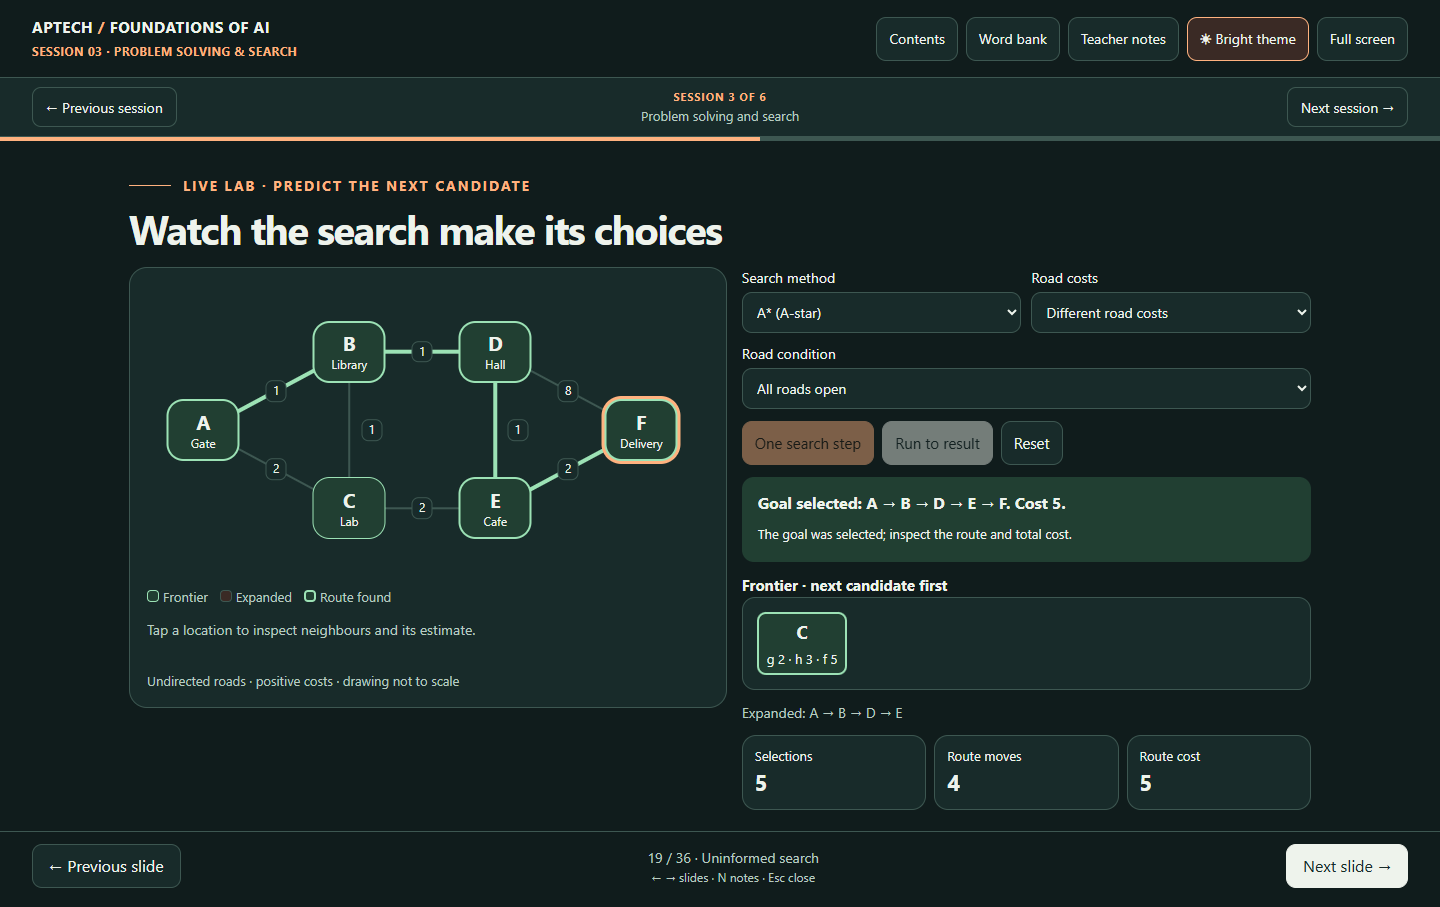 APTECH / FOUNDATIONS OF AI
SESSION 03 · PROBLEM SOLVING & SEARCH
Contents
Word bank
Teacher notes
☀ Bright theme
Full screen
← Previous session
SESSION 3 OF 6
Problem solving and search
Next session →
LIVE LAB · PREDICT THE NEXT CANDIDATE
Watch the search make its choices
B
Library
1
D
Hall
1
8
A
Gate
1
1
F
Delivery
2
2
C
Lab
2
E
Cafe
Frontier
Expanded
Route found
Tap a location to inspect neighbours and its estimate.
Undirected roads · positive costs · drawing not to scale
Search method
Road costs
A* (A-star)
Different road costs
Road condition
All roads open
One search step
Run to result
Reset
Goal selected: A → B → D → E → F. Cost 5.
The goal was selected; inspect the route and total cost.
Frontier · next candidate first
C
g 2 · h 3 · f 5
Expanded: A → B → D → E
Selections
5
Route moves
4
Route cost
5
← Previous slide
19 / 36 · Uninformed search
← → slides · N notes · Esc close
Next slide →